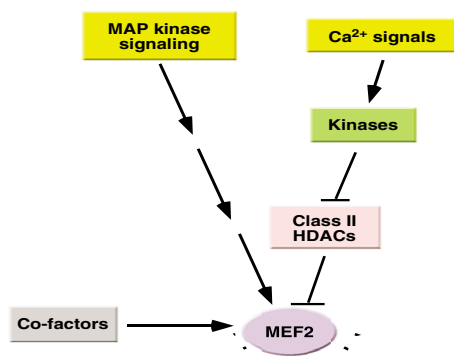 MAP kinase
signaling
Ca²⁺ signals
Kinases
Class II
HDACs
Co-factors
MEF2